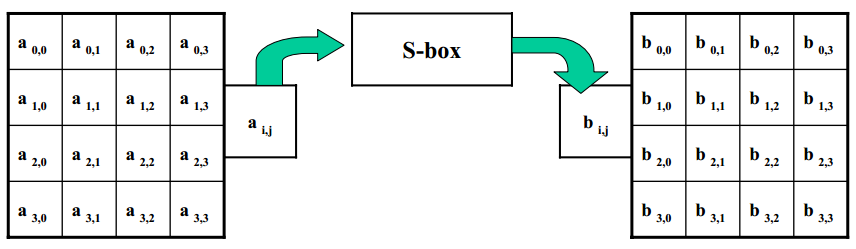 a 0,0 a 0,1 a 0,2 a 0,3
S-box
b 0,0 b 0,1 b 0,2 b 0,3
a 1,0 a 1,1 a 1,2 a 1,3
a i,j
b i,j
b 1,0 b 1,1 b 1,2 b 1,3
a 2,0 a 2,1 a 2,2 a 2,3
b 2,0 b 2,1 b 2,2 b 2,3
a 3,0 a 3,1 a 3,2 a 3,3
b 3,0 b 3,1 b 3,2 b 3,3